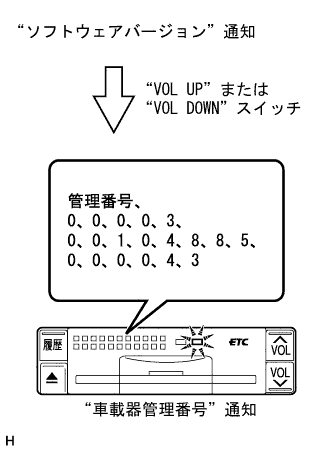 “ソフトウェアバージョン”通知
“VOL UP”または
“VOL DOWN”スイッチ
管理番号、
0、0、0、0、3、
0、0、1、0、4、8、8、5、
0、0、0、0、4、3
履歴
ETC
VOL
VOL
“車載器管理番号”通知
H